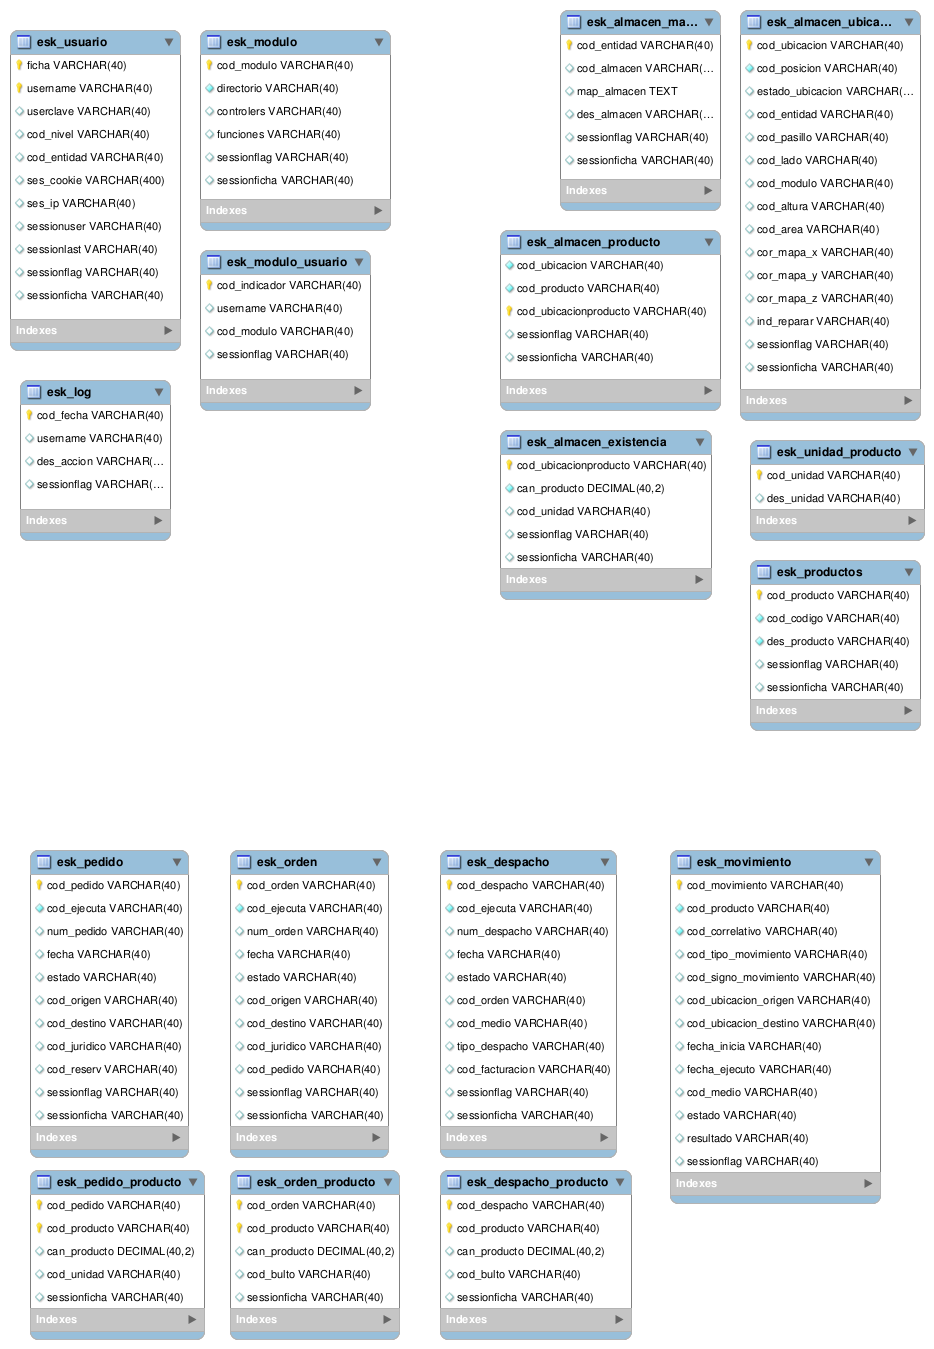 esk_usuario
ficha VARCHAR(40)
username VARCHAR(40)
userclave VARCHAR(40)
cod_nivel VARCHAR(40)
cod_entidad VARCHAR(40)
ses_cookie VARCHAR(400)
ses_ip VARCHAR(40)
sessionuser VARCHAR(40)
sessionlast VARCHAR(40)
sessionflag VARCHAR(40)
sessionficha VARCHAR(40)
Indexes
esk_modulo
cod_modulo VARCHAR(40)
directorio VARCHAR(40)
controlers VARCHAR(40)
funciones VARCHAR(40)
sessionflag VARCHAR(40)
sessionficha VARCHAR(40)
Indexes
esk_modulo_usuario
cod_indicador VARCHAR(40)
username VARCHAR(40)
cod_modulo VARCHAR(40)
sessionflag VARCHAR(40)
Indexes
esk_log
cod_fecha VARCHAR(40)
username VARCHAR(40)
des_accion VARCHAR(...
sessionflag VARCHAR(...
Indexes
esk_almacen_ma...
cod_entidad VARCHAR(40)
cod_almacen VARCHAR(...
map_almacen TEXT
des_almacen VARCHAR(...
sessionflag VARCHAR(40)
sessionficha VARCHAR(40)
Indexes
esk_almacen_ubica...
cod_ubicacion VARCHAR(40)
cod_posicion VARCHAR(40)
estado_ubicacion VARCHAR(...
cod_entidad VARCHAR(40)
cod_pasillo VARCHAR(40)
cod_lado VARCHAR(40)
cod_modulo VARCHAR(40)
cod_altura VARCHAR(40)
cod_area VARCHAR(40)
cor_mapa_x VARCHAR(40)
cor_mapa_y VARCHAR(40)
cor_mapa_z VARCHAR(40)
ind_reparar VARCHAR(40)
sessionflag VARCHAR(40)
sessionficha VARCHAR(40)
Indexes
esk_almacen_producto
cod_ubicacion VARCHAR(40)
cod_producto VARCHAR(40)
cod_ubicacionproducto VARCHAR(40)
sessionflag VARCHAR(40)
sessionficha VARCHAR(40)
Indexes
esk_almacen_existencia
cod_ubicacionproducto VARCHAR(40)
can_producto DECIMAL(40,2)
cod_unidad VARCHAR(40)
sessionflag VARCHAR(40)
sessionficha VARCHAR(40)
Indexes
esk_unidad_producto
cod_unidad VARCHAR(40)
des_unidad VARCHAR(40)
Indexes
esk_productos
cod_producto VARCHAR(40)
cod_codigo VARCHAR(40)
des_producto VARCHAR(40)
sessionflag VARCHAR(40)
sessionficha VARCHAR(40)
Indexes
esk_pedido
cod_pedido VARCHAR(40)
cod_ejecuta VARCHAR(40)
num_pedido VARCHAR(40)
fecha VARCHAR(40)
estado VARCHAR(40)
cod_origen VARCHAR(40)
cod_destino VARCHAR(40)
cod_juridico VARCHAR(40)
cod_reserv VARCHAR(40)
sessionflag VARCHAR(40)
sessionficha VARCHAR(40)
Indexes
esk_orden
cod_orden VARCHAR(40)
cod_ejecuta VARCHAR(40)
num_orden VARCHAR(40)
fecha VARCHAR(40)
estado VARCHAR(40)
cod_origen VARCHAR(40)
cod_destino VARCHAR(40)
cod_juridico VARCHAR(40)
cod_pedido VARCHAR(40)
sessionflag VARCHAR(40)
sessionficha VARCHAR(40)
Indexes
esk_despacho
cod_despacho VARCHAR(40)
cod_ejecuta VARCHAR(40)
num_despacho VARCHAR(40)
fecha VARCHAR(40)
estado VARCHAR(40)
cod_orden VARCHAR(40)
cod_medio VARCHAR(40)
tipo_despacho VARCHAR(40)
cod_facturacion VARCHAR(40)
sessionflag VARCHAR(40)
sessionficha VARCHAR(40)
Indexes
esk_movimiento
cod_movimiento VARCHAR(40)
cod_producto VARCHAR(40)
cod_correlativo VARCHAR(40)
cod_tipo_movimiento VARCHAR(40)
cod_signo_movimiento VARCHAR(40)
cod_ubicacion_origen VARCHAR(40)
cod_ubicacion_destino VARCHAR(40)
fecha_inicia VARCHAR(40)
fecha_ejecuto VARCHAR(40)
cod_medio VARCHAR(40)
estado VARCHAR(40)
resultado VARCHAR(40)
sessionflag VARCHAR(40)
Indexes
esk_pedido_producto
cod_pedido VARCHAR(40)
cod_producto VARCHAR(40)
can_producto DECIMAL(40,2)
cod_unidad VARCHAR(40)
sessionficha VARCHAR(40)
Indexes
esk_orden_producto
cod_orden VARCHAR(40)
cod_producto VARCHAR(40)
can_producto DECIMAL(40,2)
cod_bulto VARCHAR(40)
sessionficha VARCHAR(40)
Indexes
esk_despacho_producto
cod_despacho VARCHAR(40)
cod_producto VARCHAR(40)
can_producto DECIMAL(40,2)
cod_bulto VARCHAR(40)
sessionficha VARCHAR(40)
Indexes